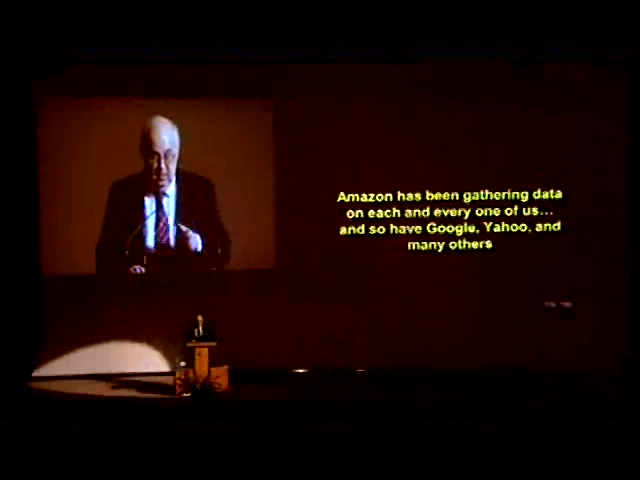 Amazon has been gathering data
on each and every one of us...
and so have Google, Yahoo, and
many others